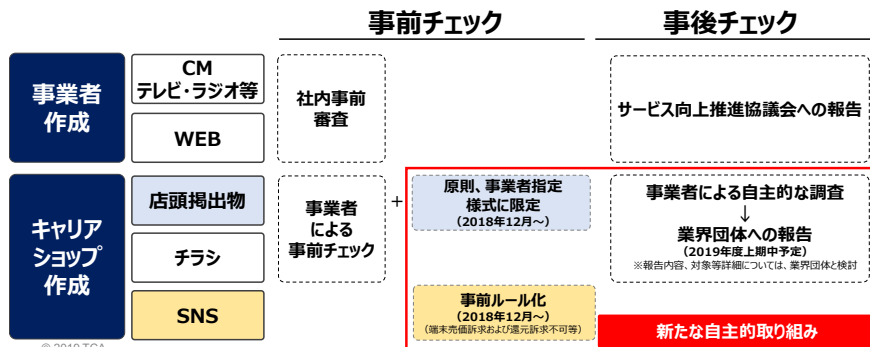 事前チェック
事後チェック
事業者
作成
CM
テレビ・ラジオ等
WEB
社内事前
審査
サービス向上推進協議会への報告
キャリア
ショップ
作成
店頭掲出物
チラシ
SNS
事業者
による
事前チェック
+
原則、事業者指定
様式に限定
(2018年12月~)
事前ルール化
(2018年12月~)
(端末売価訴求および還元訴求不可等)
事業者による自主的な調査
↓
業界団体への報告
(2019年度上期中予定)
※報告内容、対象等詳細については、業界団体と検討
新たな自主的取り組み